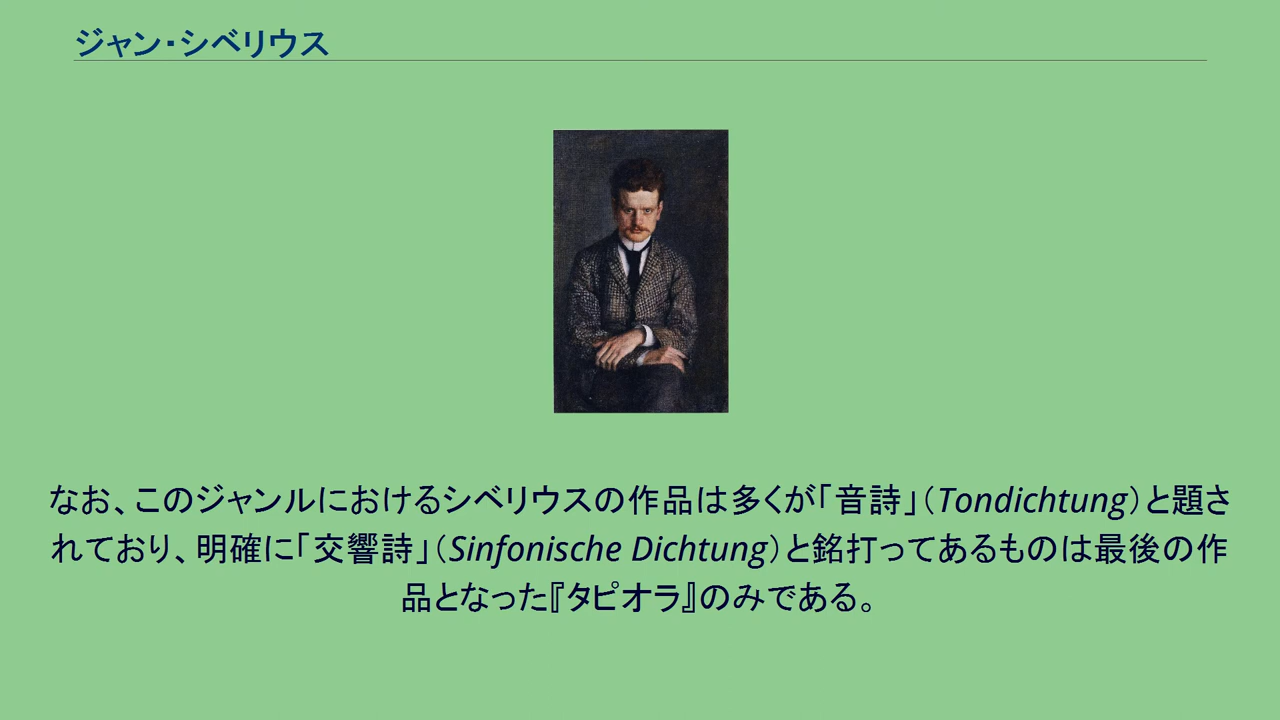 ジャン・シベリウス
なお、このジャンルにおけるシベリウスの作品は多くが「音詩」（Tondichtung）と題さ
れており、明確に「交響詩」（Sinfonische Dichtung）と銘打ってあるものは最後の作
品となった『タピオラ』のみである。